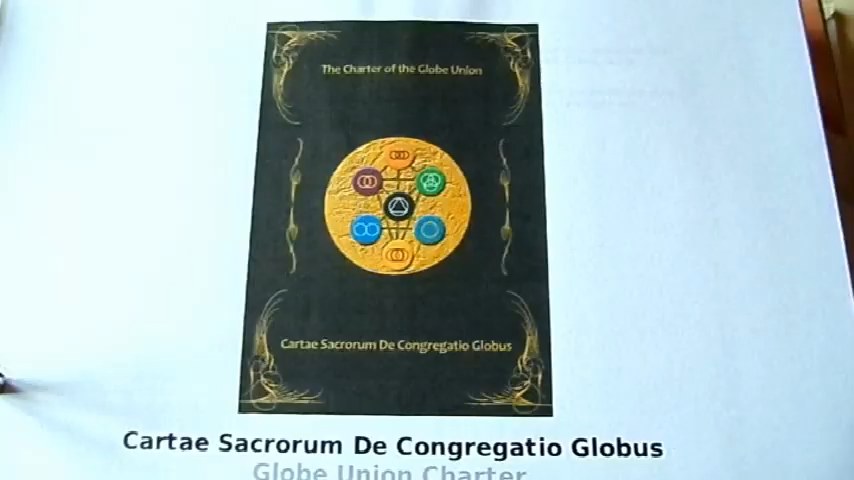 The Charter of the Globe Union
Cartae Sacrorum De Congregatio Globus
Cartae Sacrorum De Congregatio Globus
Globe Union Charter